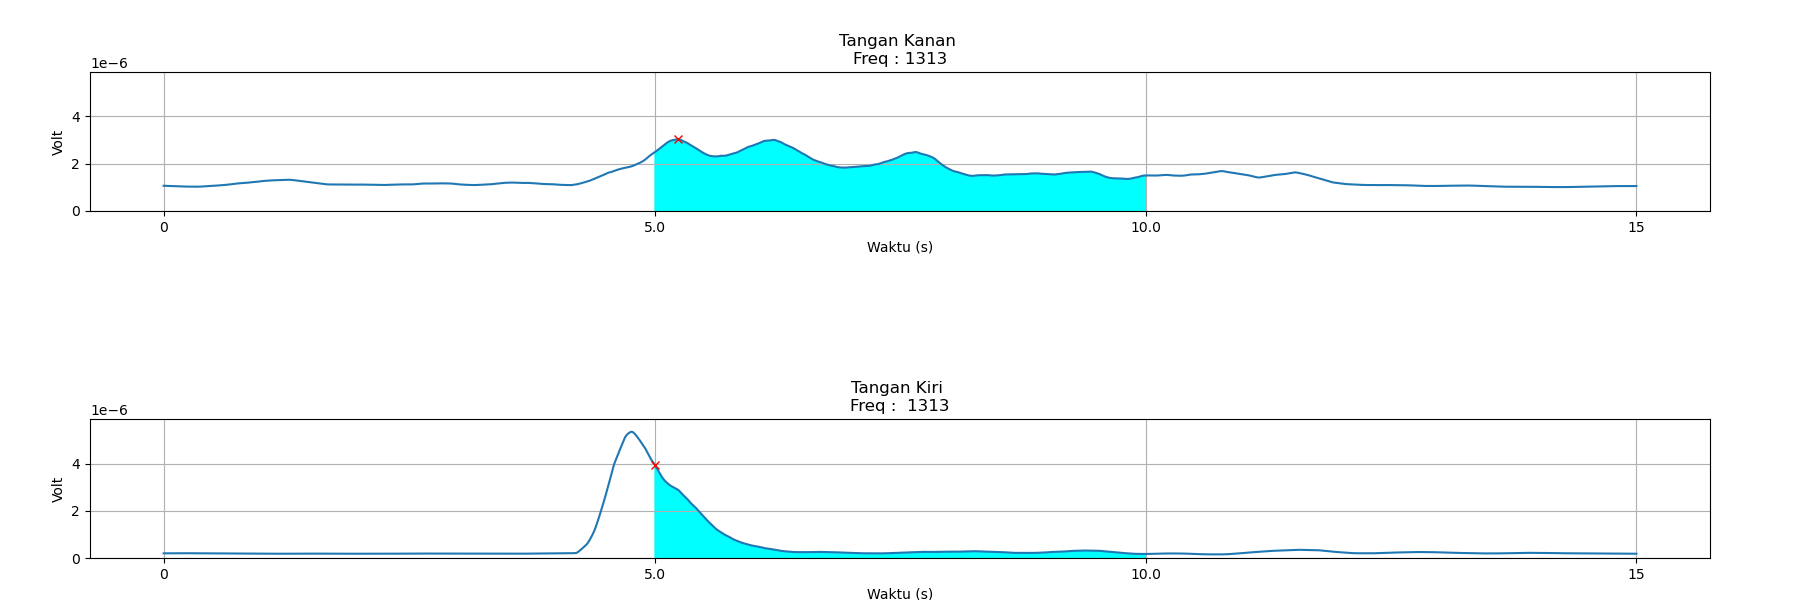 Tangan Kanan
Freq : 1313
1e−6
4
2
0
Volt
0
5.0
10.0
15
Waktu (s)
Tangan Kiri
Freq :  1313
1e−6
4
2
0
Volt
0
5.0
10.0
15
Waktu (s)